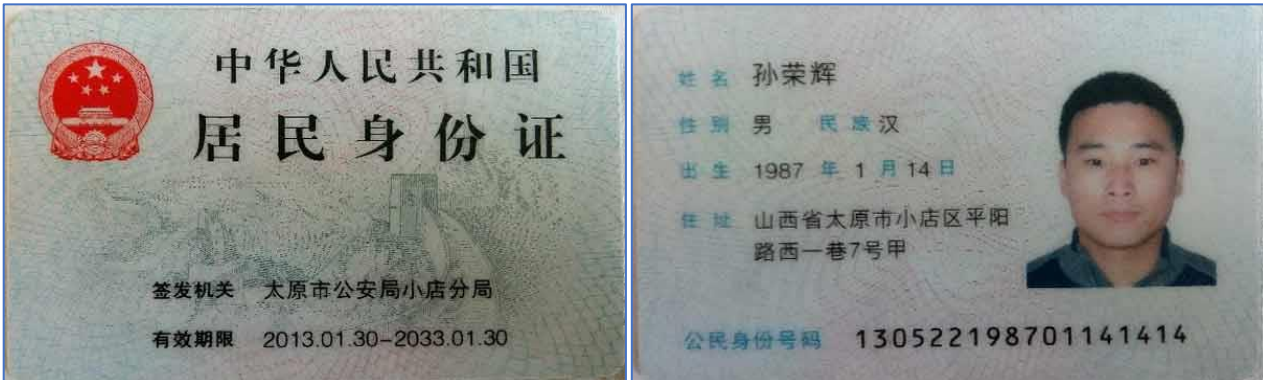 中华人民共和国
居民身份证
签发机关 太原市公安局小店分局
有效期限 2013.01.30-2033.01.30
姓名 孙荣辉
性别 男 民族 汉
出生 1987 年 1 月 14 日
住址 山西省太原市小店区平阳
路西一巷7号甲
公民身份号码 130522198701141414